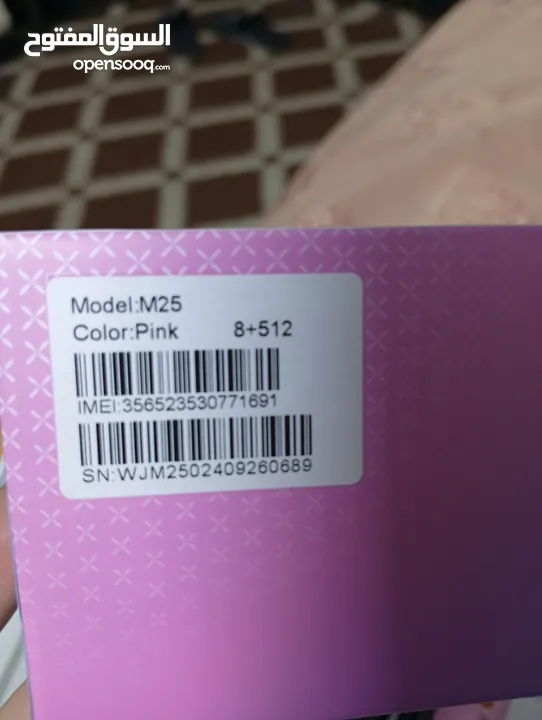 السوق المفتوح
opensooq.com
Model:M25
Color:Pink 8+512
IMEI:356523530771691
SN:WJM2502409260689